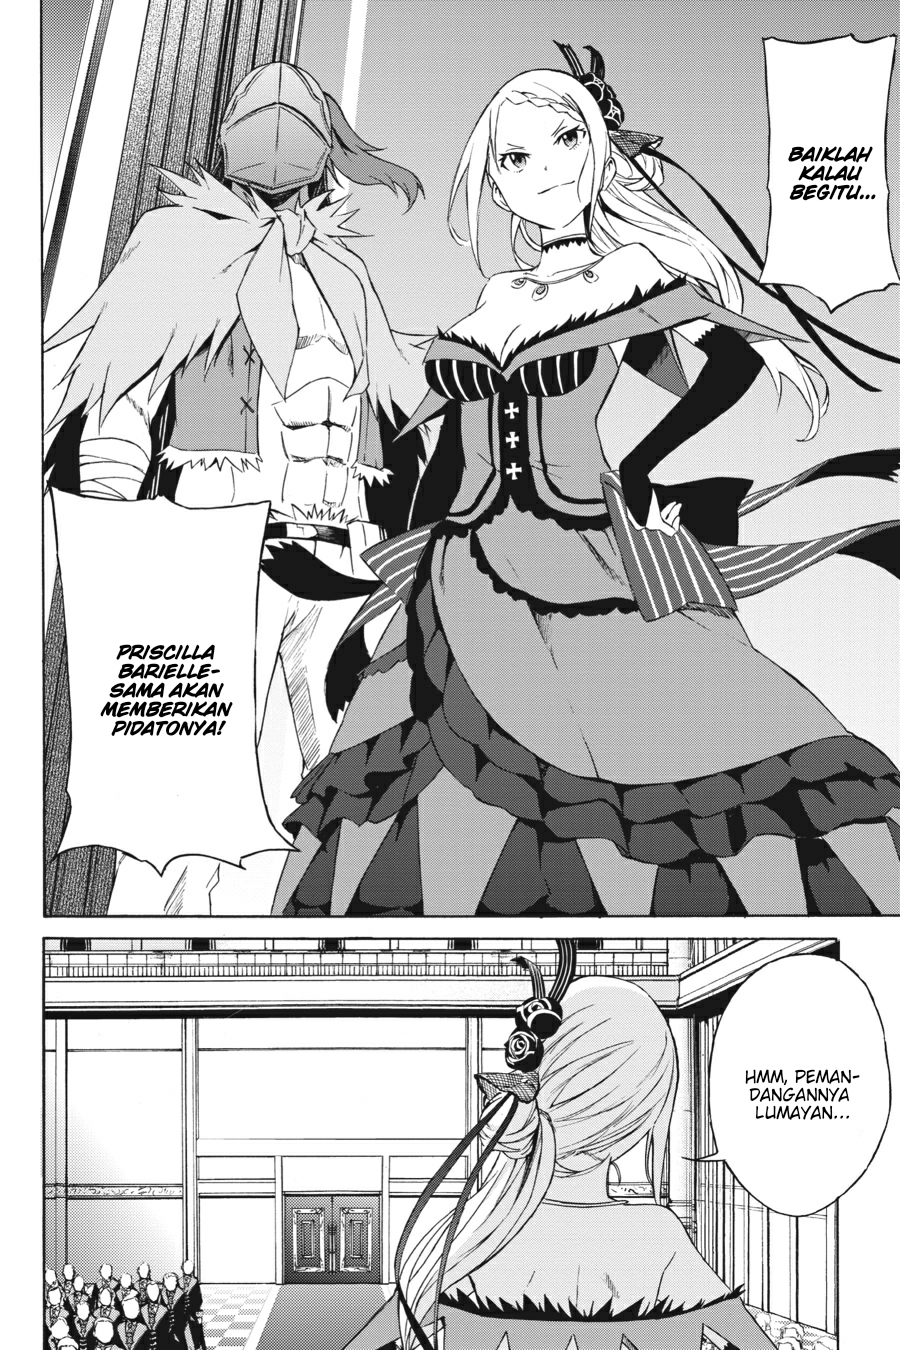 BAIKLAH
KALAU
BEGITU...
PRISCILLA
BARIELLE-
SAMA AKAN
MEMBERIKAN
PIDATONYA!
HMM, PEMAN-
DANGANNYA
LUMAYAN...